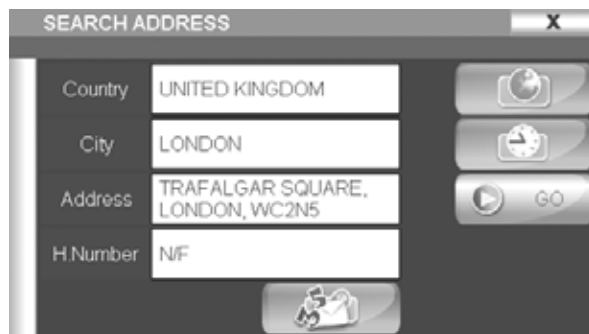 SEARCH ADDRESS X
Country UNITED KINGDOM
City LONDON
Address TRAFALGAR SQUARE,
LONDON, WC2N5
GO
H.Number N/F